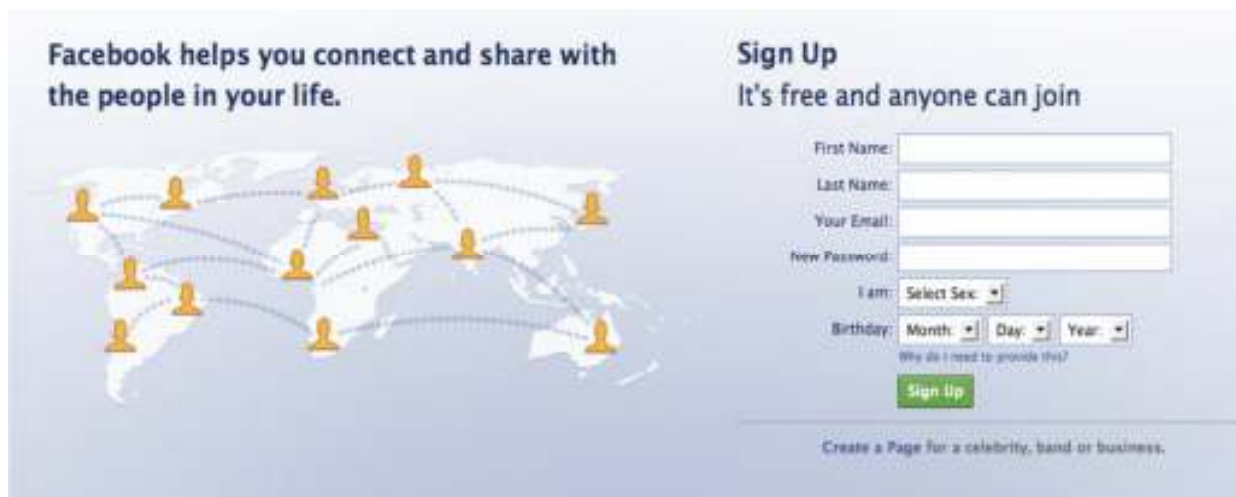 Facebook helps you connect and share with
the people in your life.
Sign Up
It's free and anyone can join
First Name:
Last Name:
Your Email:
New Password:
I am: Select Sex:
Birthday: Month: Day: Year:
Why do I need to provide this?
Sign Up
Create a Page for a celebrity, band or business.